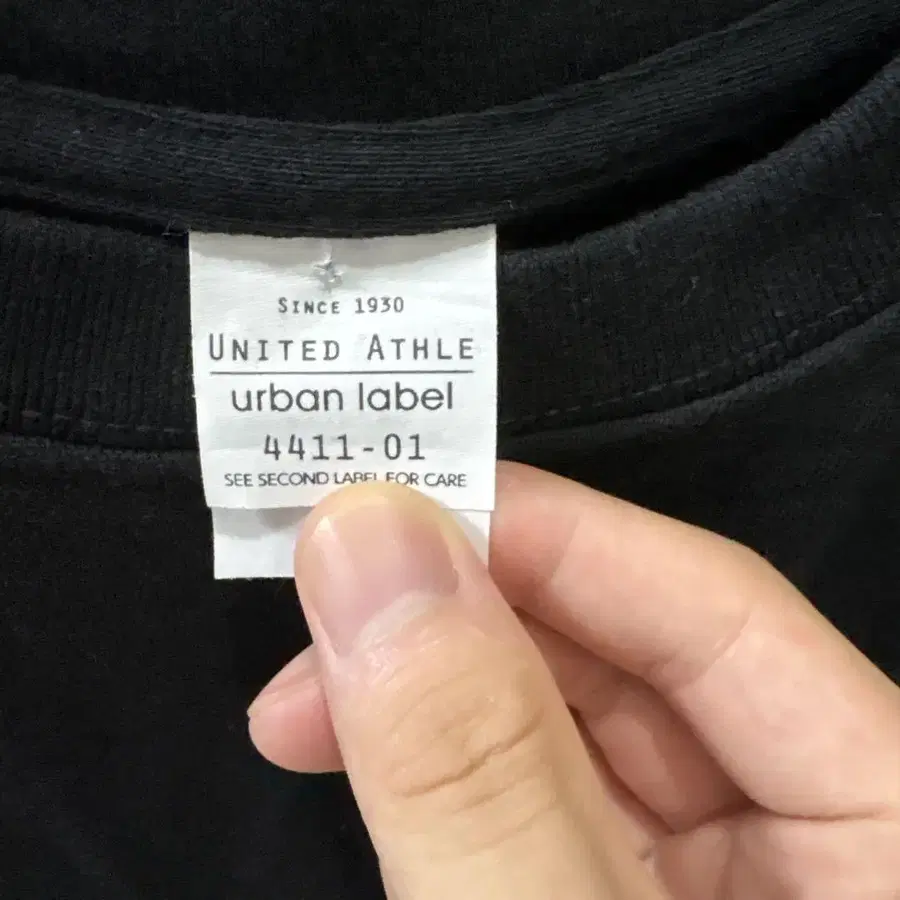 SINCE 1930
UNITED ATHLE
urban label
4411-01
SEE SECOND LABEL FOR CARE